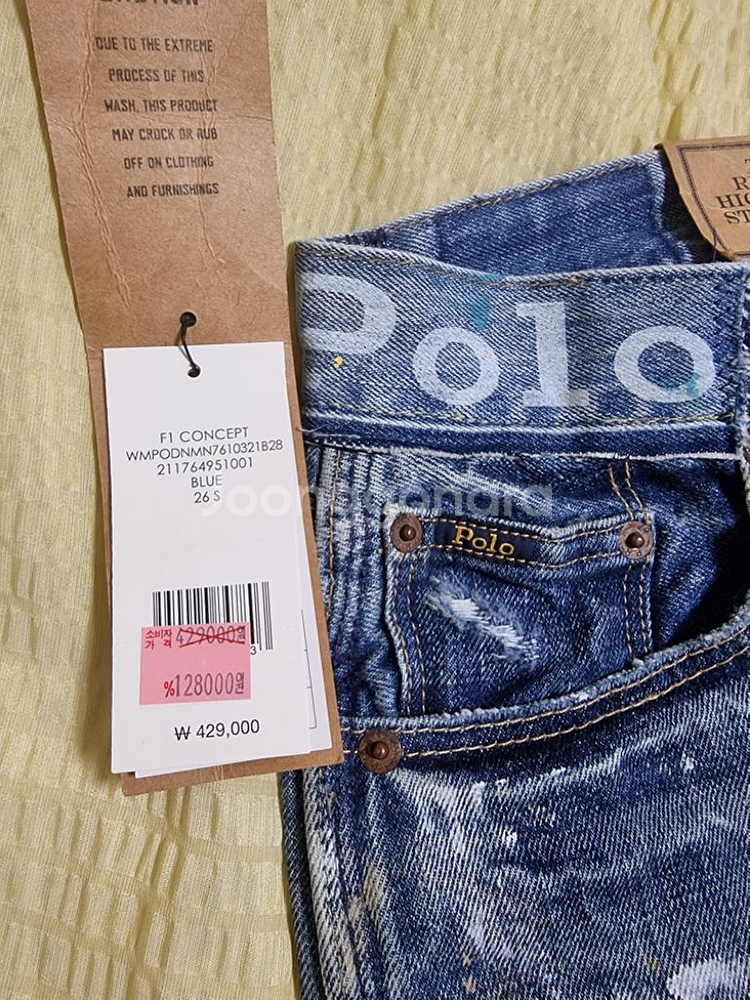 DUE TO THE EXTREME
PROCESS OF THIS
WASH, THIS PRODUCT
MAY CROCK OR RUB
OFF ON CLOTHING
AND FURNISHINGS
Polo
F1 CONCEPT
WMPODNMN7610321B28
211764951001
BLUE
26 S
joonggonara
Polo
소비자
가 격
429000원
%128000원
₩ 429,000